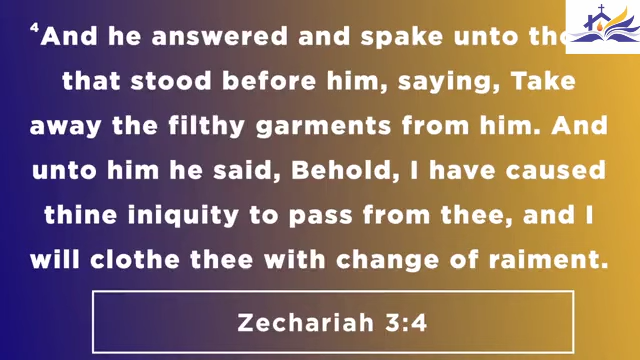 4And he answered and spake unto
that stood before him, saying, Take
away the filthy garments from him. And
unto him he said, Behold, I have caused
thine iniquity to pass from thee, and I
will clothe thee with change of raiment.
Zechariah 3:4